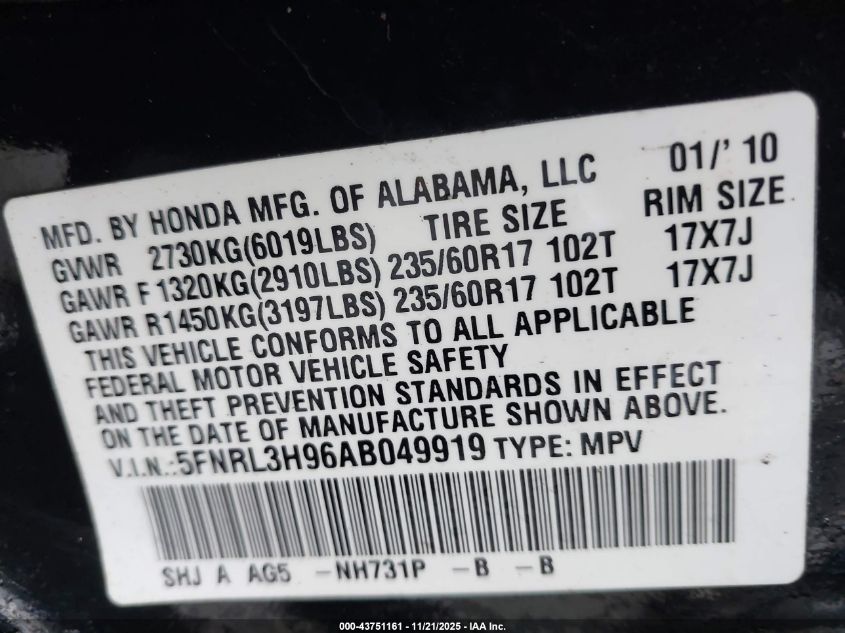 MFD. BY HONDA MFG. OF ALABAMA, LLC 01/' 10
GVWR 2730KG(6019LBS) TIRE SIZE RIM SIZE
GAWR F 1320KG(2910LBS) 235/60R17 102T 17X7J
GAWR R1450KG(3197LBS) 235/60R17 102T 17X7J
THIS VEHICLE CONFORMS TO ALL APPLICABLE
FEDERAL MOTOR VEHICLE SAFETY
AND THEFT PREVENTION STANDARDS IN EFFECT
ON THE DATE OF MANUFACTURE SHOWN ABOVE.
V.I.N.:5FNRL3H96AB049919 TYPE: MPV
SHJ A AG5 -NH731P -B -B
000-43751161 - 11/21/2025 - IAA Inc.